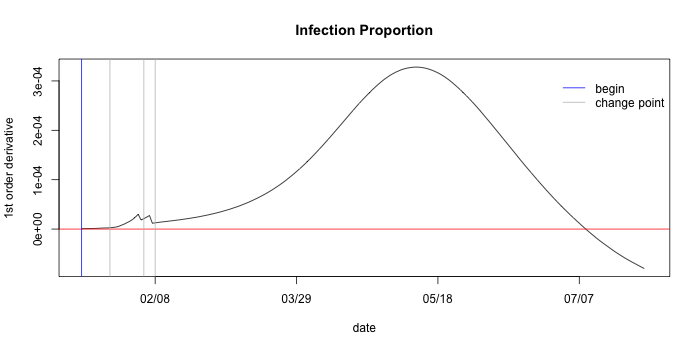 Infection Proportion
3e-04
2e-04
1e-04
0e+00
1st order derivative
begin
change point
02/08
03/29
05/18
07/07
date